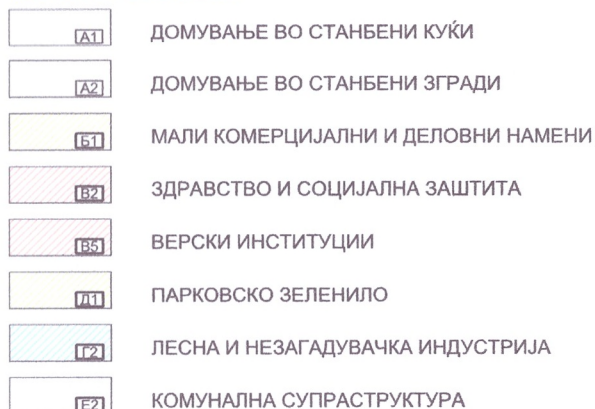 А1 ДОМУВАЊЕ ВО СТАНБЕНИ КУЌИ
А2 ДОМУВАЊЕ ВО СТАНБЕНИ ЗГРАДИ
Б1 МАЛИ КОМЕРЦИЈАЛНИ И ДЕЛОВНИ НАМЕНИ
В2 ЗДРАВСТВО И СОЦИЈАЛНА ЗАШТИТА
В5 ВЕРСКИ ИНСТИТУЦИИ
Д1 ПАРКОВСКО ЗЕЛЕНИЛО
Г2 ЛЕСНА И НЕЗАГАДУВАЧКА ИНДУСТРИЈА
Е2 КОМУНАЛНА СУПРАСТРУКТУРА